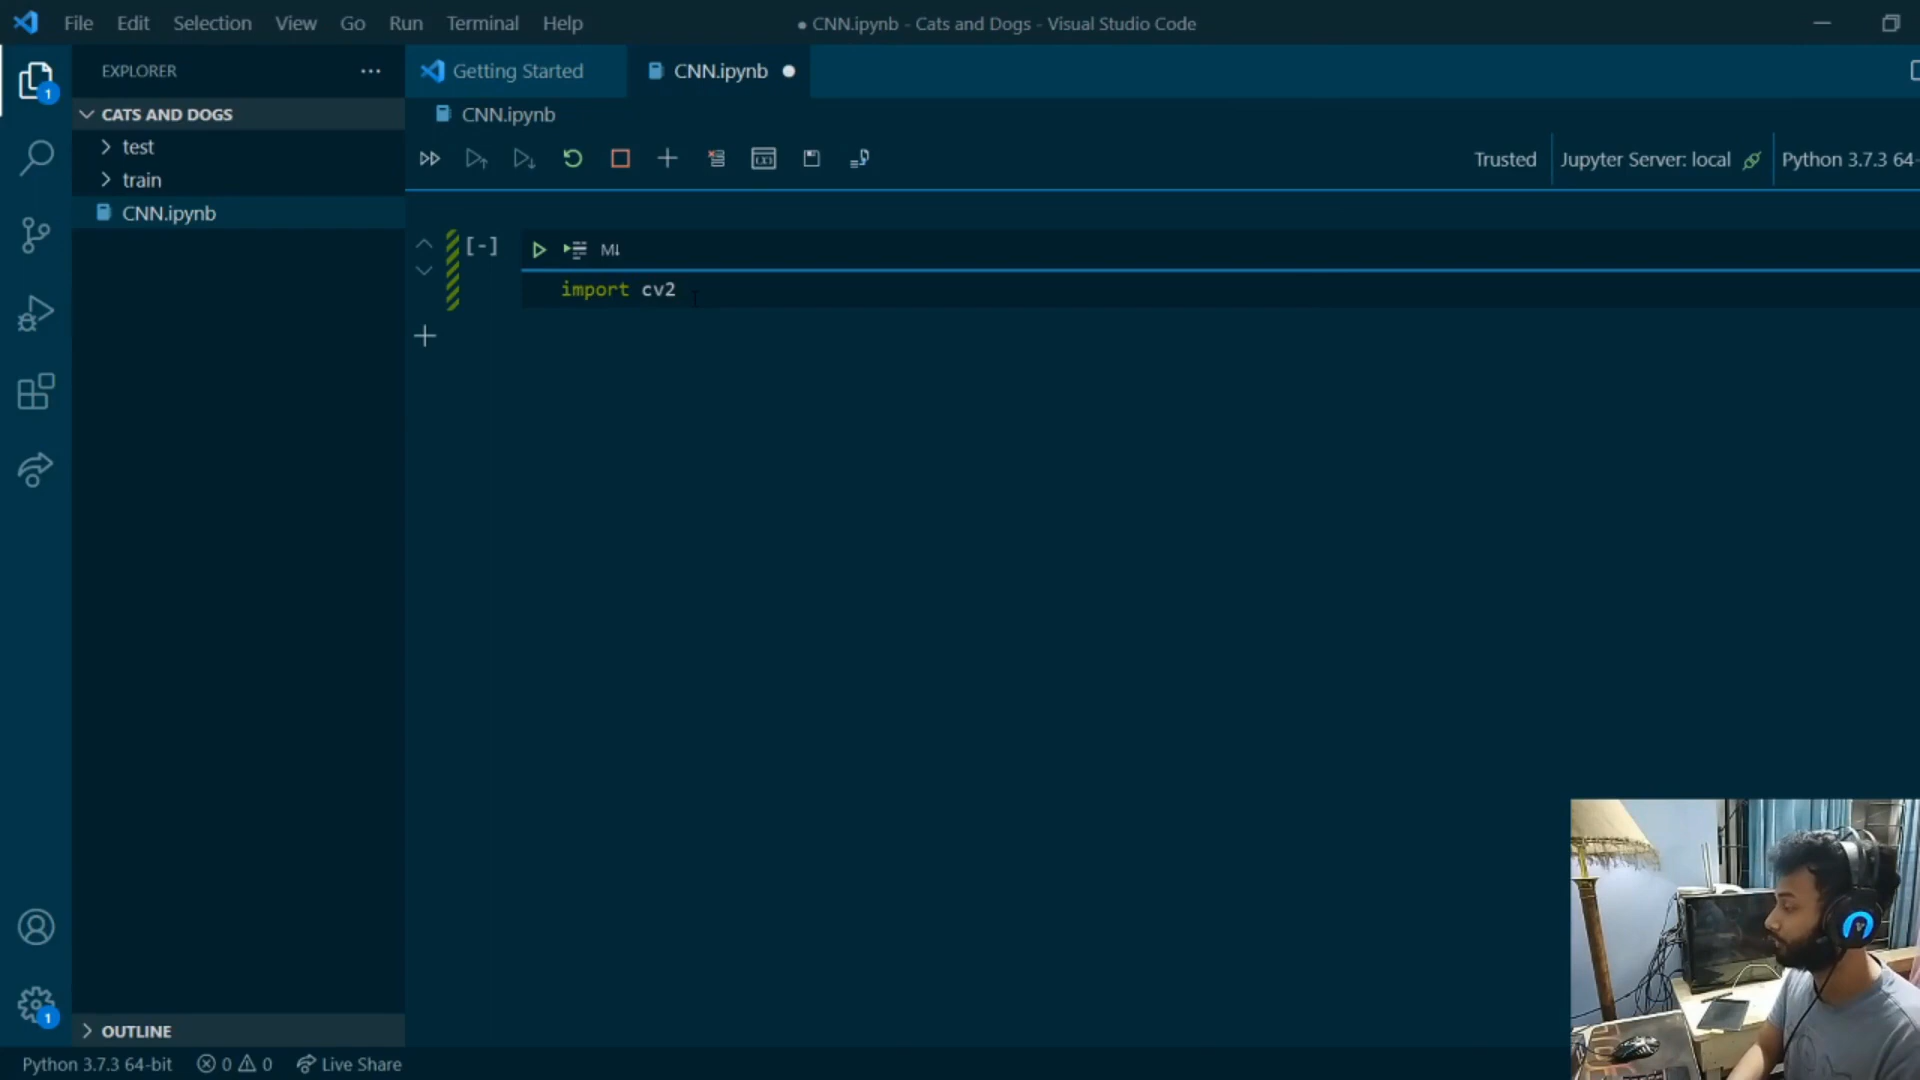 File Edit Selection View Go Run Terminal Help
● CNN.ipynb - Cats and Dogs - Visual Studio Code
EXPLORER
Getting Started
CNN.ipynb
CATS AND DOGS
CNN.ipynb
test
Trusted
Jupyter Server: local
Python 3.7.3 64-
train
CNN.ipynb
[-]
M↓
import cv2
1
1
OUTLINE
Python 3.7.3 64-bit
0
0
Live Share